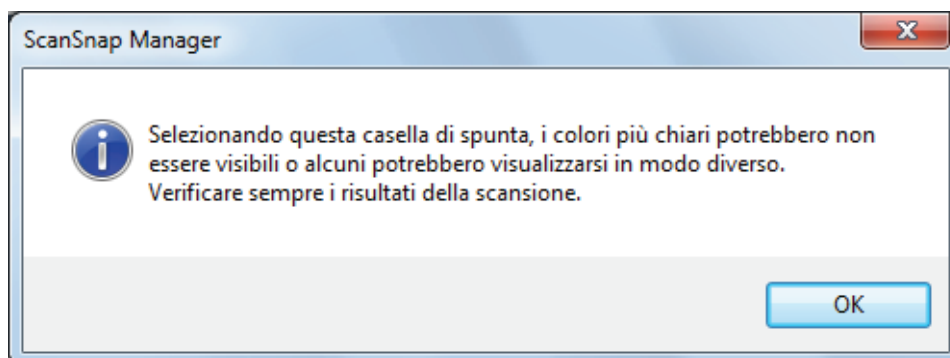 ScanSnap Manager
Selezionando questa casella di spunta, i colori più chiari potrebbero non
essere visibili o alcuni potrebbero visualizzarsi in modo diverso.
Verificare sempre i risultati della scansione.
OK